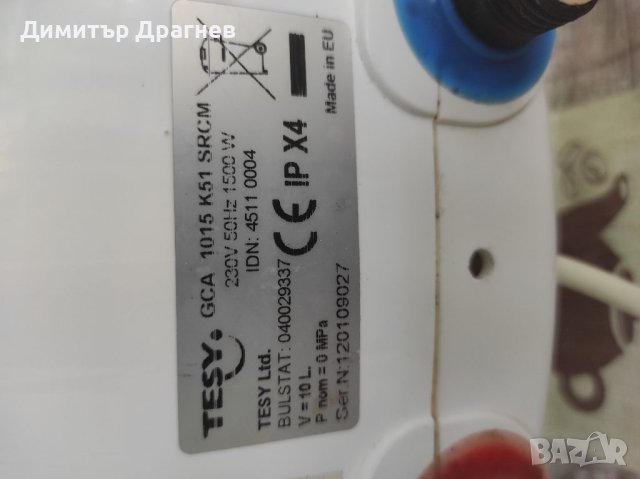 Димитър Драгнев
TESY
GCA 1015 K51 SRCM
230V 50Hz 1500 W
IDN: 4511 0004
TESY Ltd.
BULSTAT: 040029337
V = 10 L.
P nom = 0 MPa
Ser.N:120109027
CE IP X4
Made in EU
BAZAR